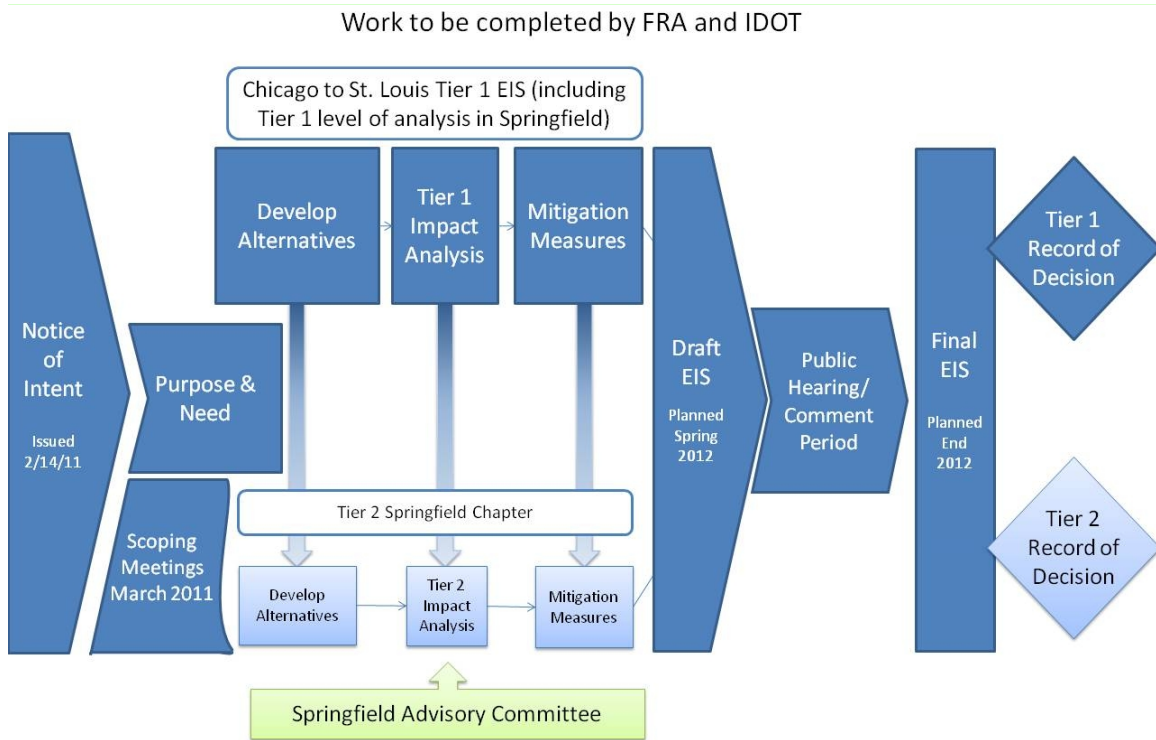 Work to be completed by FRA and IDOT
Chicago to St. Louis Tier 1 EIS (including
Tier 1 level of analysis in Springfield)
Develop
Alternatives
Tier 1
Impact
Analysis
Mitigation
Measures
Notice
of
Intent
Issued
2/14/11
Purpose &
Need
Scoping
Meetings
March 2011
Tier 2 Springfield Chapter
Develop
Alternatives
Tier 2
Impact
Analysis
Mitigation
Measures
Springfield Advisory Committee
Draft
EIS
Planned
Spring
2012
Public
Hearing/
Comment
Period
Final
EIS
Planned
End
2012
Tier 1
Record of
Decision
Tier 2
Record of
Decision